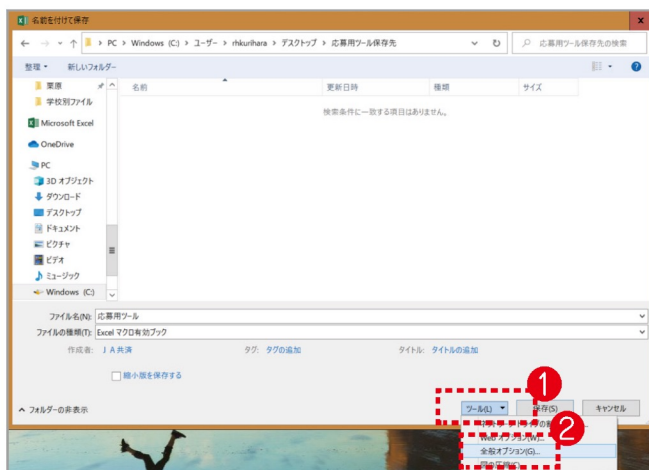 名前を付けて保存
PC > Windows (C:) > ユーザー > rhkurihara > デスクトップ > 応募用ツール保存先
応募用ツール保存先の検索
整理 新しいフォルダー
栗原
学校別ファイル
Microsoft Excel
OneDrive
PC
3D オブジェクト
ダウンロード
デスクトップ
ドキュメント
ピクチャ
ビデオ
ミュージック
Windows (C:)
名前 更新日時 種類 サイズ
検索条件に一致する項目はありません。
ファイル名(N): 応募用ツール
ファイルの種類(T): Excel マクロ有効ブック
作成者: ＪＡ共済 タグ: タグの追加 タイトル: タイトルの追加
縮小版を保存する
1
フォルダーの非表示 ツール(L) 保存(S) キャンセル
2
Web オプション(W)...
全般オプション(G)...